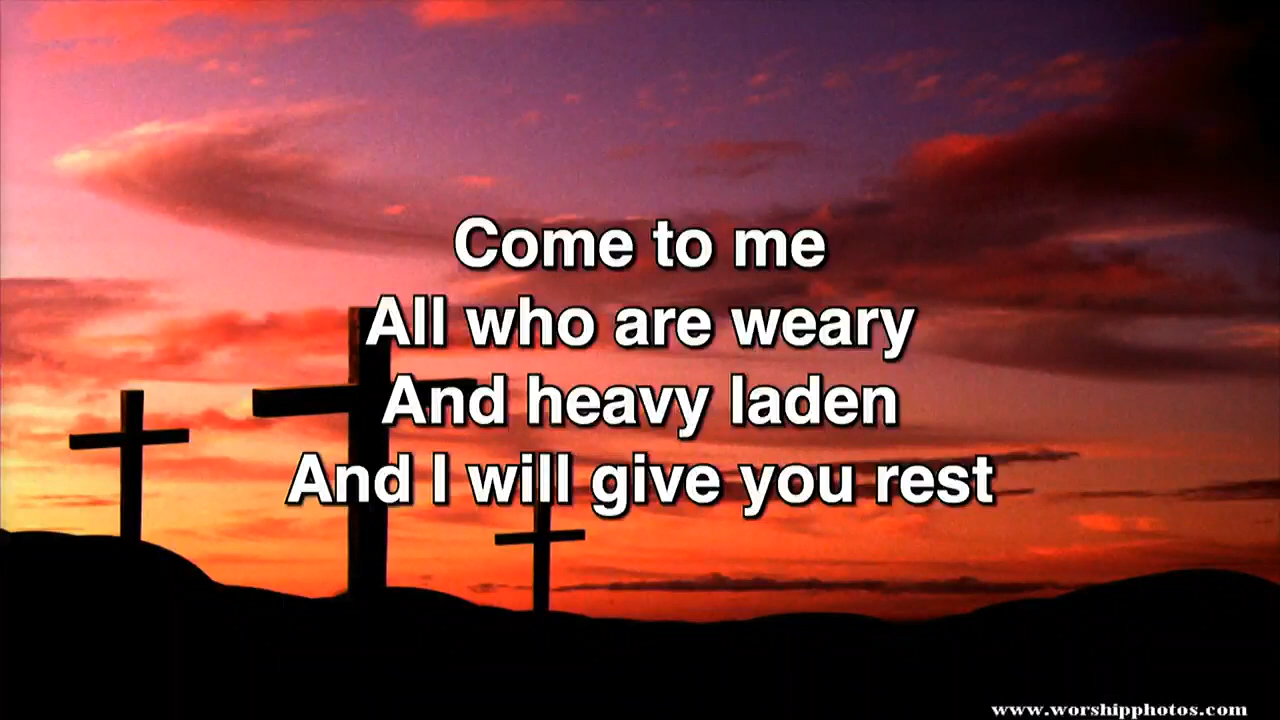 Come to me
All who are weary
And heavy laden
And I will give you rest
www.worshipphotos.com